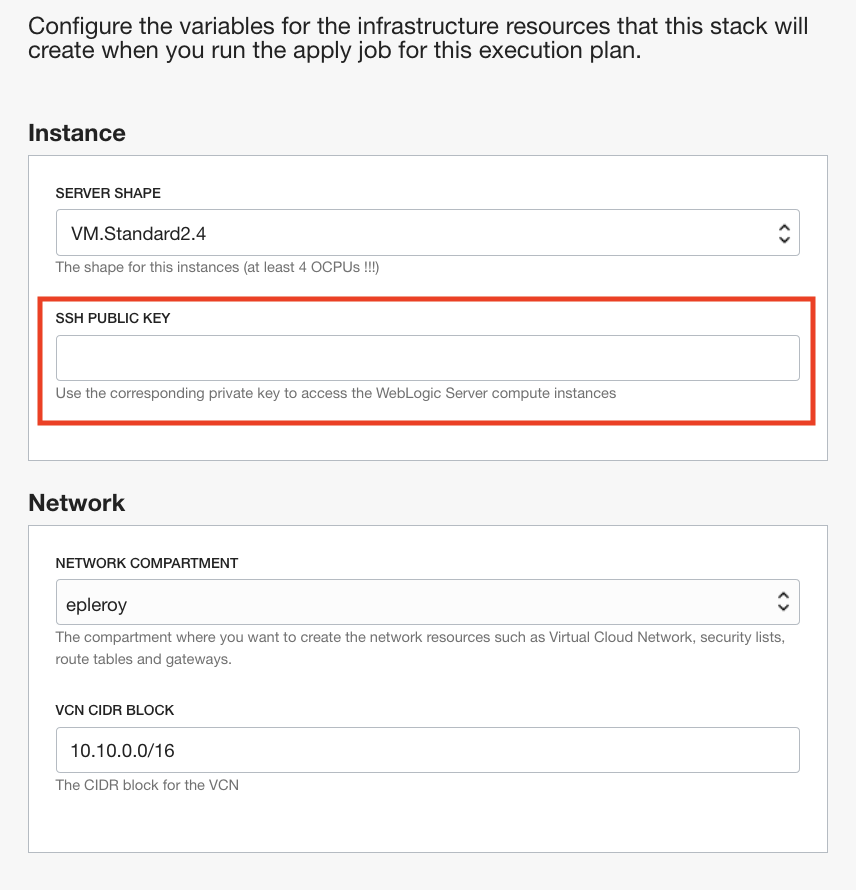 Configure the variables for the infrastructure resources that this stack will
create when you run the apply job for this execution plan.
Instance
SERVER SHAPE
VM.Standard2.4
The shape for this instances (at least 4 OCPUs !!!)
SSH PUBLIC KEY
Use the corresponding private key to access the WebLogic Server compute instances
Network
NETWORK COMPARTMENT
epleroy
The compartment where you want to create the network resources such as Virtual Cloud Network, security lists,
route tables and gateways.
VCN CIDR BLOCK
10.10.0.0/16
The CIDR block for the VCN